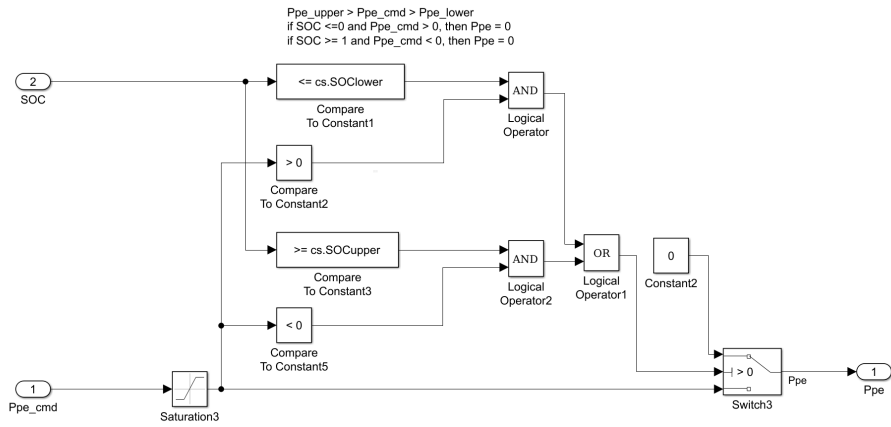 Ppe_upper > Ppe_cmd > Ppe_lower
if SOC <=0 and Ppe_cmd > 0, then Ppe = 0
if SOC >= 1 and Ppe_cmd < 0, then Ppe = 0
2
SOC
<= cs.SOClower
Compare
To Constant1
AND
Logical
Operator
> 0
Compare
To Constant2
>= cs.SOCupper
Compare
To Constant3
AND
Logical
Operator2
OR
Logical
Operator1
0
Constant2
< 0
Compare
To Constant5
1
Ppe_cmd
Saturation3
> 0
Switch3
Ppe
1
Ppe